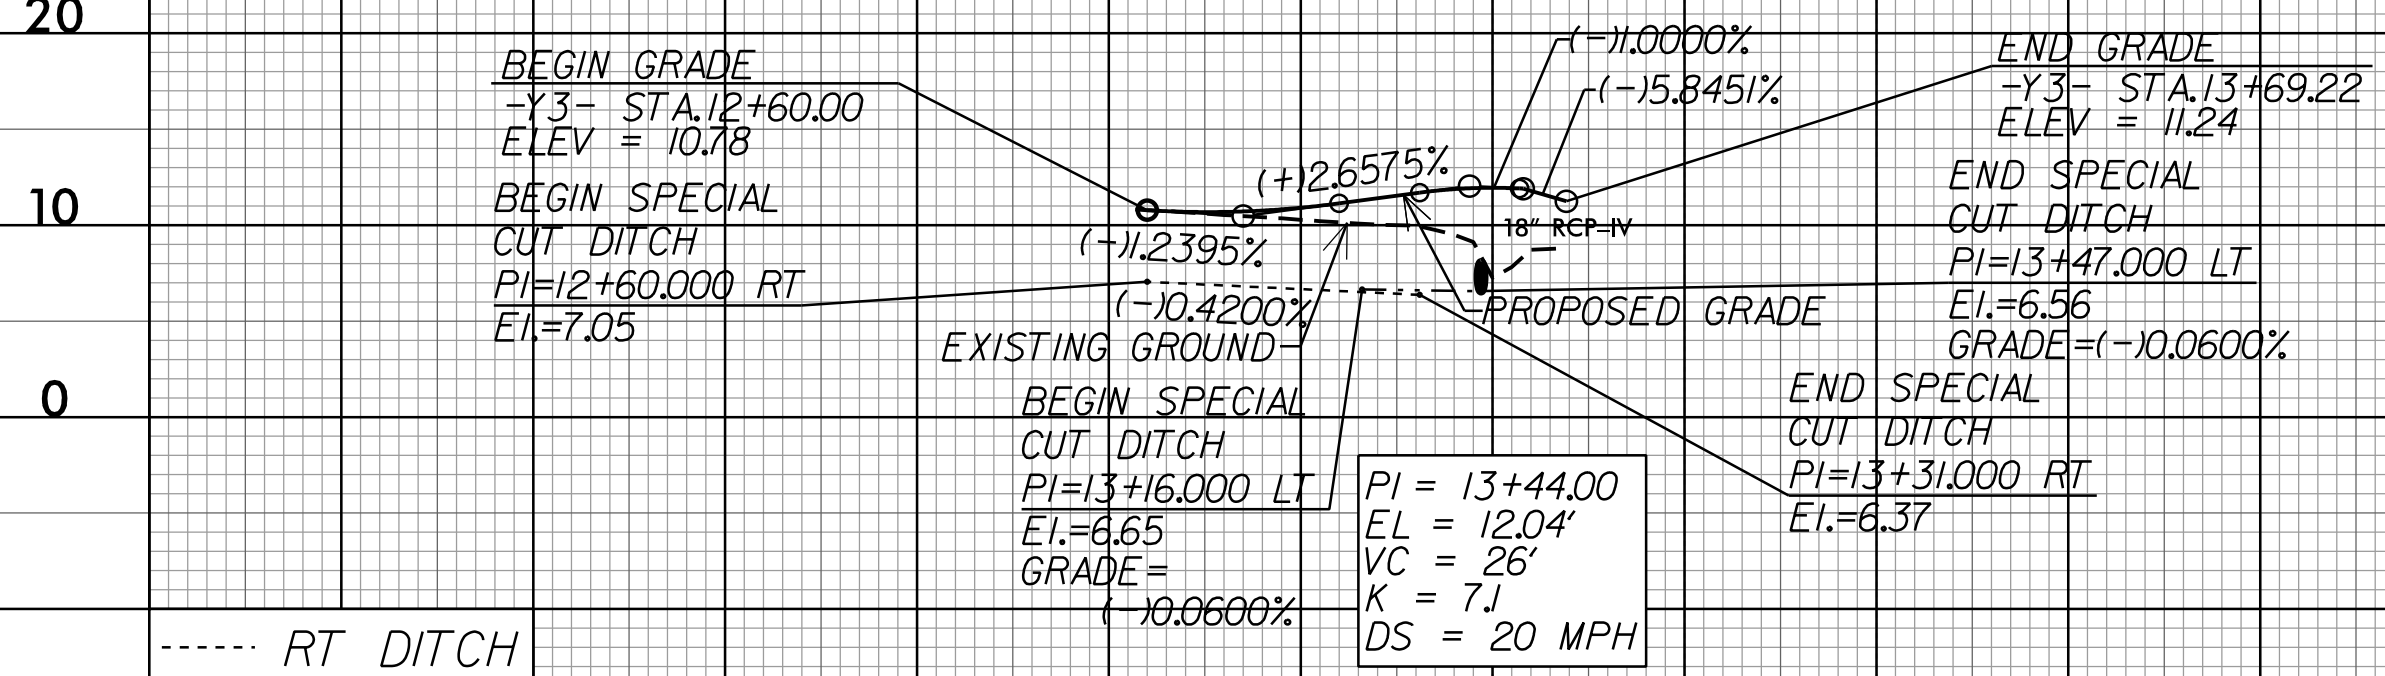 20
10
0
BEGIN GRADE
-Y3- STA.12+60.00
ELEV = 10.78
BEGIN SPECIAL
CUT DITCH
PI=12+60.000 RT
El.=7.05
(-)1.2395%
(-)0.4200%
(+)2.6575%
(-)1.0000%
(-)5.8451%
END GRADE
-Y3- STA.13+69.22
ELEV = 11.24
END SPECIAL
CUT DITCH
PI=13+47.000 LT
El.=6.56
GRADE=(-)0.0600%
18" RCP-IV
PROPOSED GRADE
EXISTING GROUND
BEGIN SPECIAL
CUT DITCH
PI=13+16.000 LT
El.=6.65
GRADE=
(-)0.0600%
PI = 13+44.00
EL = 12.04'
VC = 26'
K = 7.1
DS = 20 MPH
END SPECIAL
CUT DITCH
PI=13+31.000 RT
El.=6.37
RT DITCH